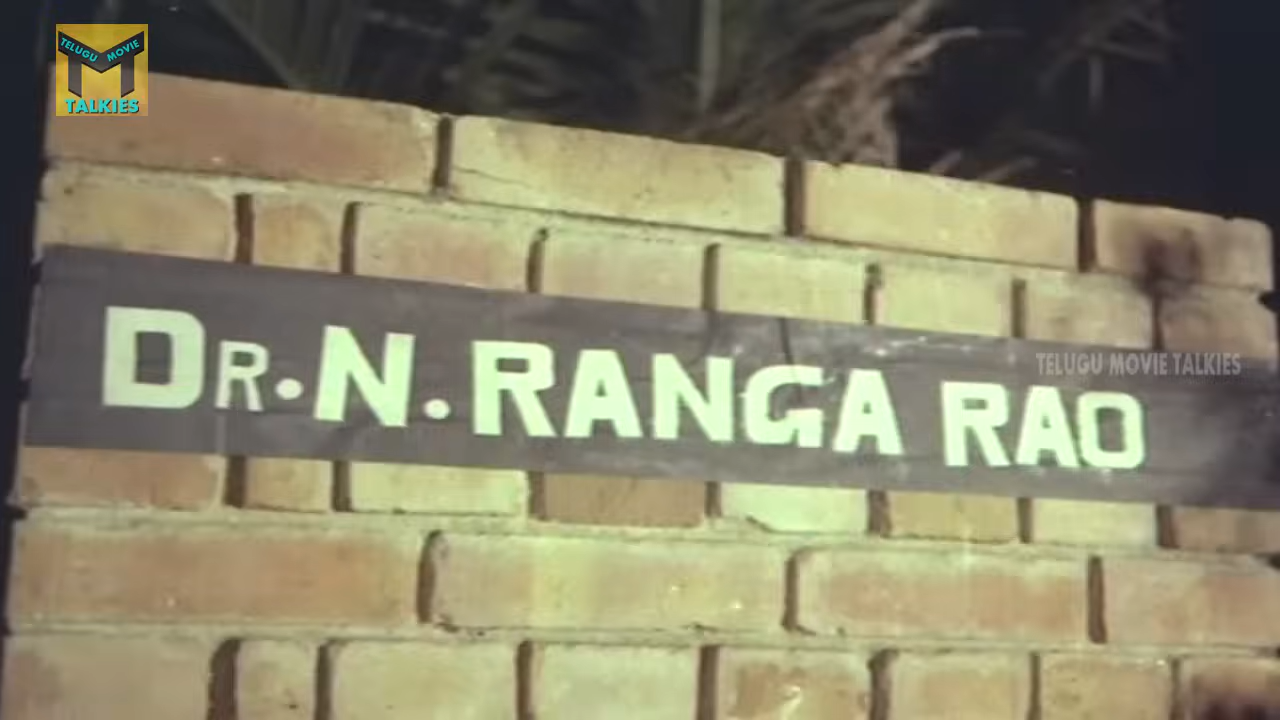 TELUGU MOVIE
TALKIES
DR. N. RANGA RAO
TELUGU MOVIE TALKIES